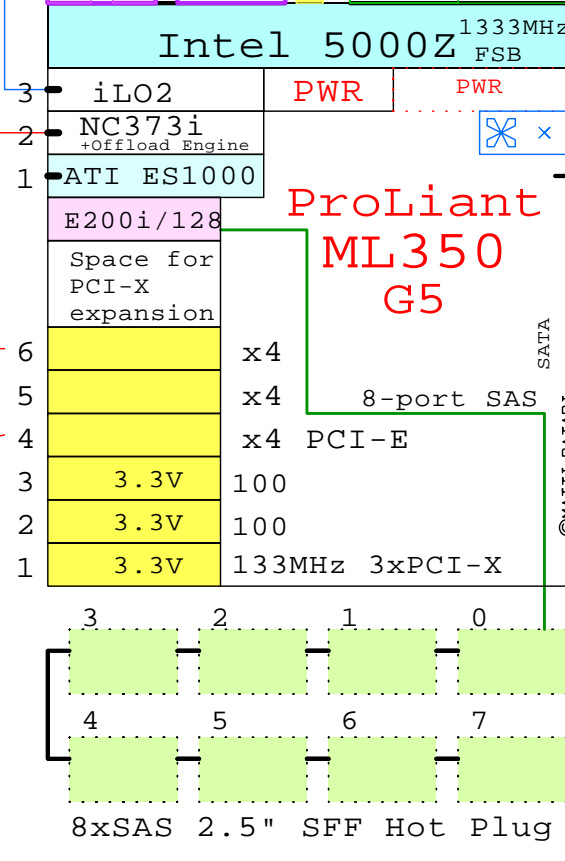 Intel 5000Z 1333MHz FSB
3 iLO2 PWR PWR
2 NC373i
+Offload Engine
1 ATI ES1000
ProLiant
ML350
G5
E200i/128
Space for
PCI-X
expansion
SATA
6 x4
5 x4 8-port SAS
4 x4 PCI-E
3 3.3V 100
2 3.3V 100
1 3.3V 133MHz 3xPCI-X
3 2 1 0
4 5 6 7
8xSAS 2.5" SFF Hot Plug